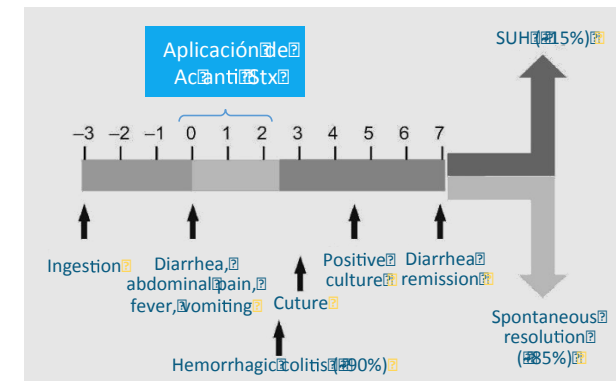 SUH (15%)
Aplicación de
Ac anti Stx
−3 −2 −1 0 1 2 3 4 5 6 7
Ingestion
Diarrhea,
abdominal pain,
fever, vomiting
Cuture
Positive
culture
Diarrhea
remission
Hemorrhagic colitis (90%)
Spontaneous
resolution
(85%)